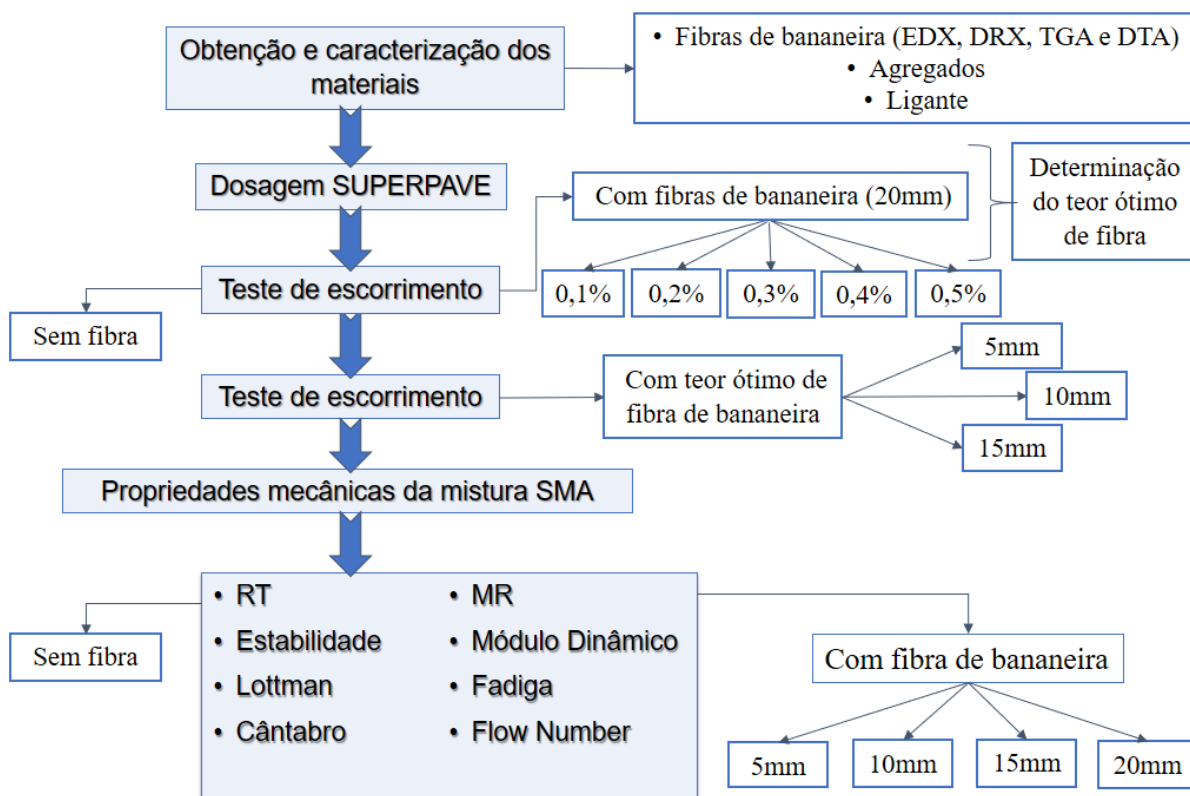 Obtenção e caracterização dos
materiais
• Fibras de bananeira (EDX, DRX, TGA e DTA)
• Agregados
• Ligante
Dosagem SUPERPAVE
Com fibras de bananeira (20mm)
Determinação
do teor ótimo
de fibra
Teste de escorrimento
0,1%
0,2%
0,3%
0,4%
0,5%
Sem fibra
Teste de escorrimento
Com teor ótimo de
fibra de bananeira
5mm
10mm
15mm
Propriedades mecânicas da mistura SMA
• RT
• Estabilidade
• Lottman
• Cântabro
• MR
• Módulo Dinâmico
• Fadiga
• Flow Number
Sem fibra
Com fibra de bananeira
5mm
10mm
15mm
20mm